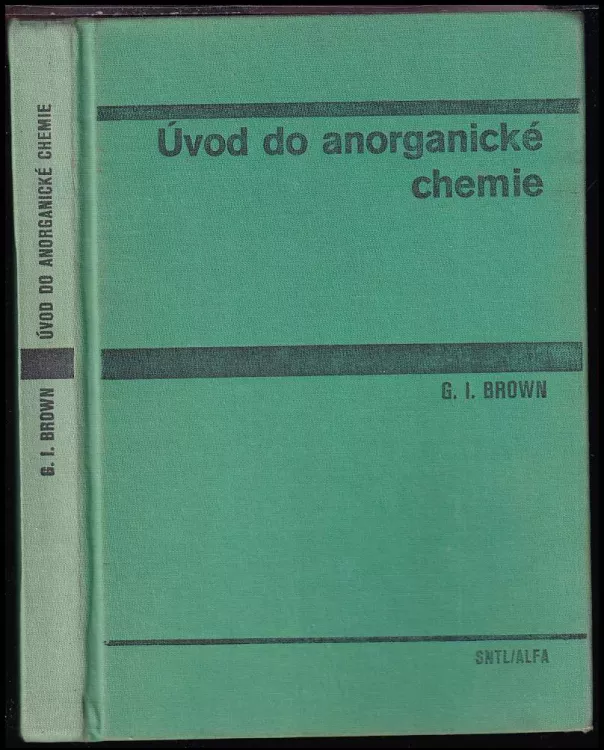 Úvod do anorganické
chemie
G. I. BROWN
SNTL/ALFA
G. I. BROWN ÚVOD DO ANORGANICKÉ CHEMIE